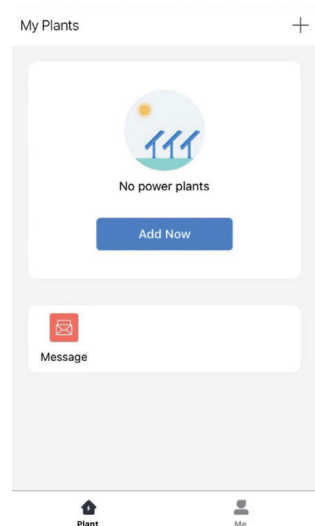 My Plants
No power plants
Add Now
Message
Plant
Me